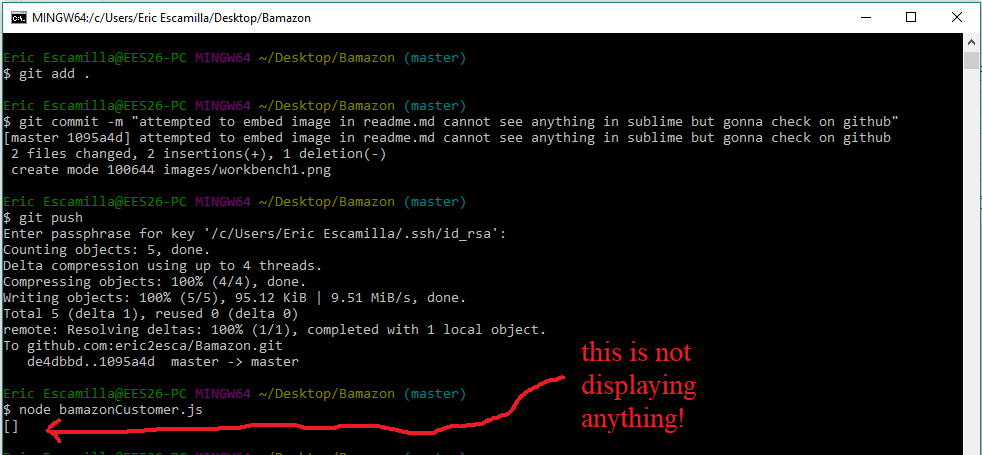 MINGW64:/c/Users/Eric Escamilla/Desktop/Bamazon
Eric Escamilla@EES26-PC MINGW64 ~/Desktop/Bamazon (master)
$ git add .
Eric Escamilla@EES26-PC MINGW64 ~/Desktop/Bamazon (master)
$ git commit -m "attempted to embed image in readme.md cannot see anything in sublime but gonna check on github"
[master 1095a4d] attempted to embed image in readme.md cannot see anything in sublime but gonna check on github
 2 files changed, 2 insertions(+), 1 deletion(-)
 create mode 100644 images/workbench1.png
Eric Escamilla@EES26-PC MINGW64 ~/Desktop/Bamazon (master)
$ git push
Enter passphrase for key '/c/Users/Eric Escamilla/.ssh/id_rsa':
Counting objects: 5, done.
Delta compression using up to 4 threads.
Compressing objects: 100% (4/4), done.
Writing objects: 100% (5/5), 95.12 KiB | 9.51 MiB/s, done.
Total 5 (delta 1), reused 0 (delta 0)
remote: Resolving deltas: 100% (1/1), completed with 1 local object.
To github.com:eric2esca/Bamazon.git
   de4dbbd..1095a4d  master -> master
Eric Escamilla@EES26-PC MINGW64 ~/Desktop/Bamazon (master)
$ node bamazonCustomer.js
[]
this is not
displaying
anything!